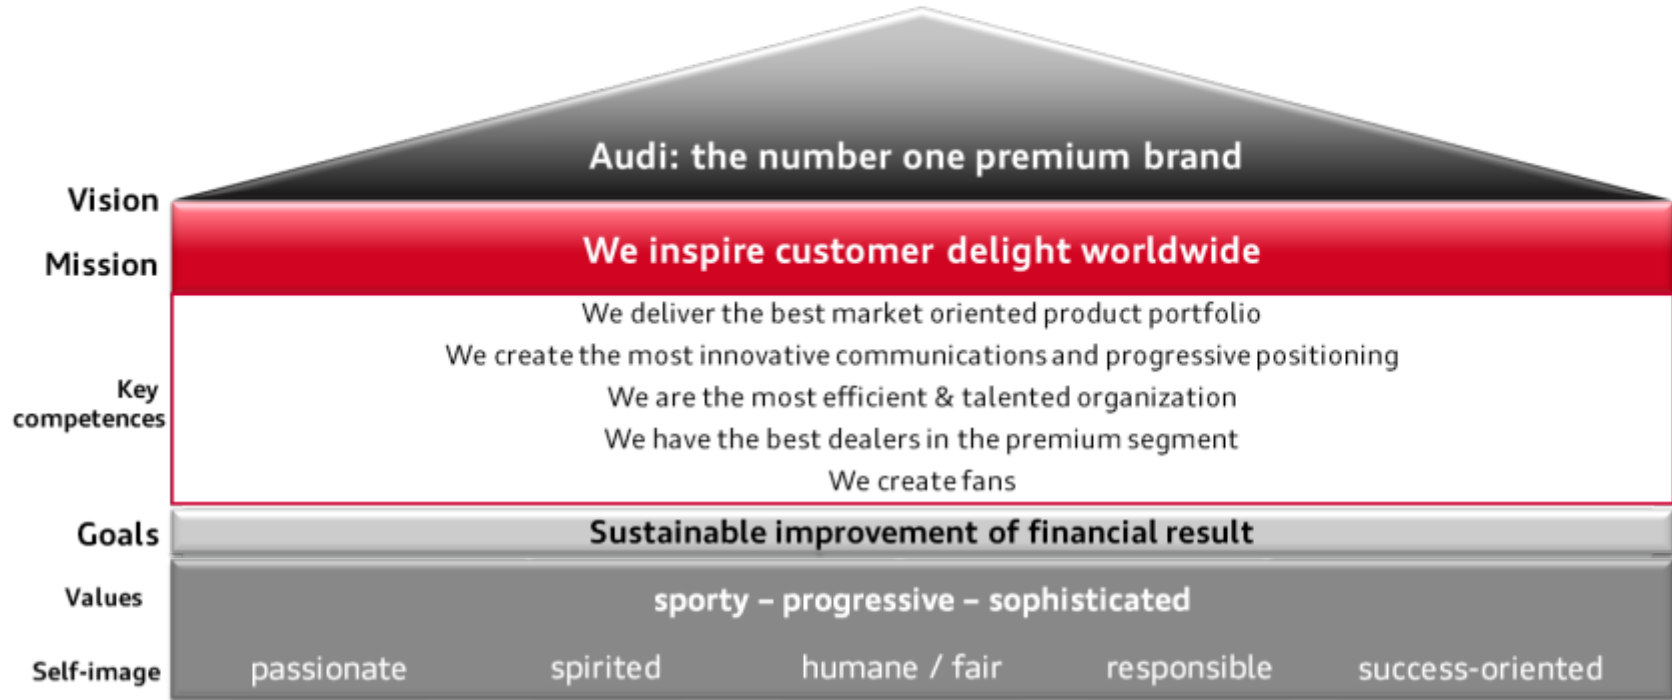 Audi: the number one premium brand
Vision
We inspire customer delight worldwide
Mission
We deliver the best market oriented product portfolio
We create the most innovative communications and progressive positioning
Key
competences
We are the most efficient & talented organization
We have the best dealers in the premium segment
We create fans
Goals
Sustainable improvement of financial result
Values
sporty – progressive – sophisticated
Self-image
passionate spirited humane / fair responsible success-oriented